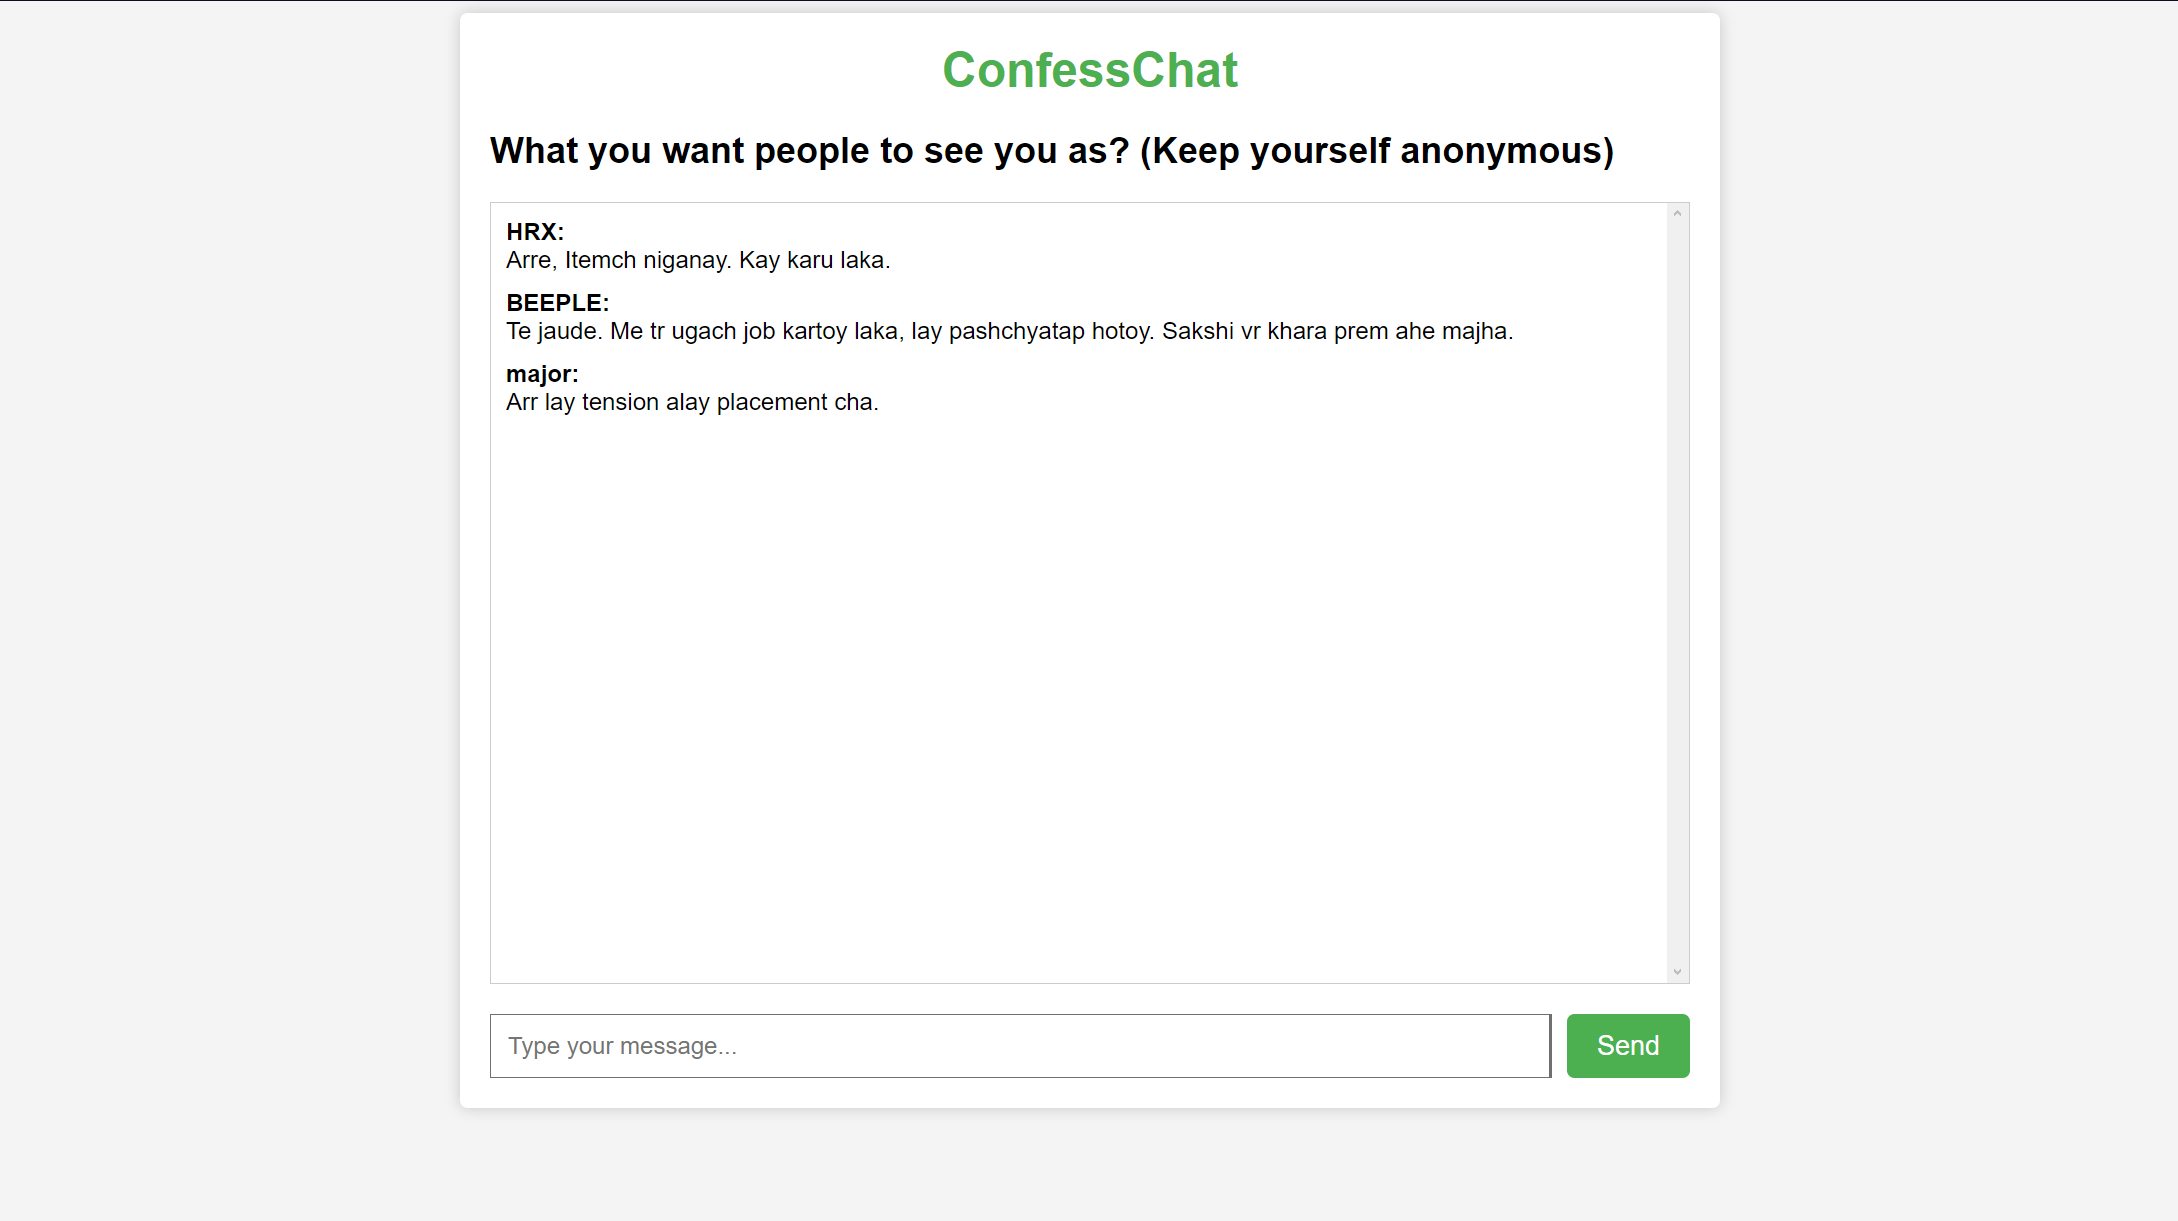 ConfessChat
What you want people to see you as? (Keep yourself anonymous)
HRX:
Arre, Itemch niganay. Kay karu laka.
BEEPLE:
Te jaude. Me tr ugach job kartoy laka, lay pashchyatap hotoy. Sakshi vr khara prem ahe majha.
major:
Arr lay tension alay placement cha.
Type your message...
Send